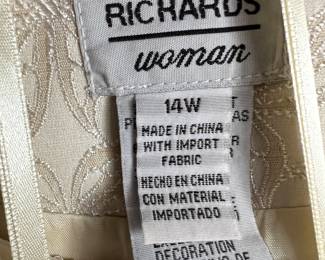 RICHARDS
woman
14W
MADE IN CHINA
WITH IMPORT
FABRIC
HECHO EN CHINA
CON MATERIAL
IMPORTADO
DECORATION